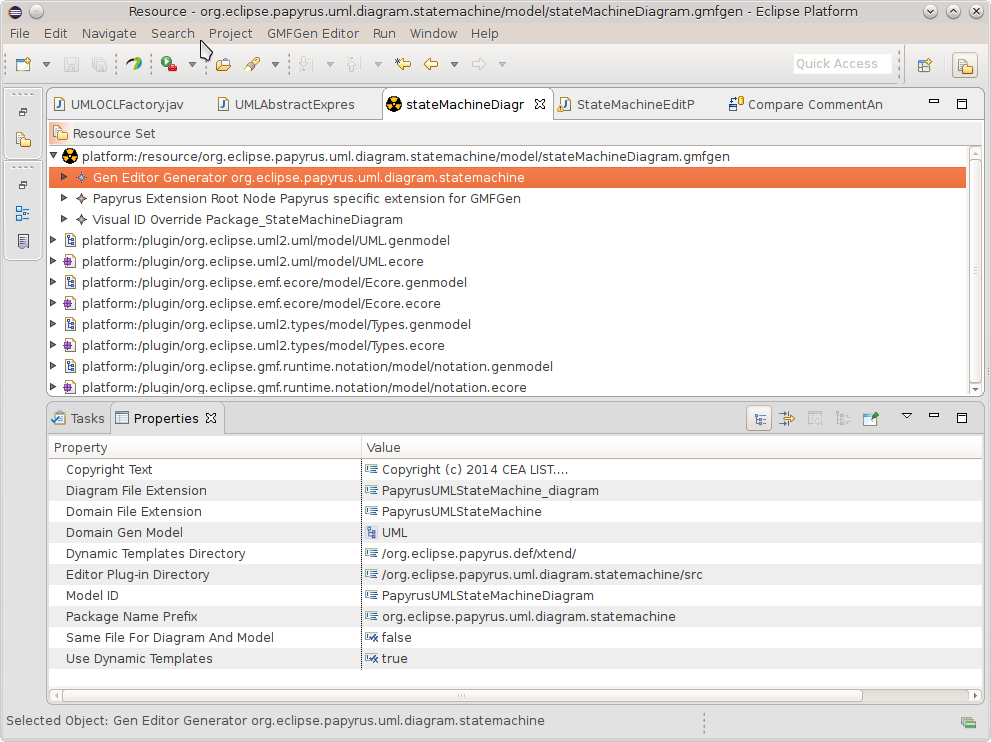 Resource - org.eclipse.papyrus.uml.diagram.statemachine/model/stateMachineDiagram.gmfgen - Eclipse Platform
File Edit Navigate Search Project GMFGen Editor Run Window Help
Quick Access
UMLOCLFactory.jav UMLAbstractExpres stateMachineDiagr StateMachineEditP Compare CommentAn
Resource Set
platform:/resource/org.eclipse.papyrus.uml.diagram.statemachine/model/stateMachineDiagram.gmfgen
Gen Editor Generator org.eclipse.papyrus.uml.diagram.statemachine
Papyrus Extension Root Node Papyrus specific extension for GMFGen
Visual ID Override Package_StateMachineDiagram
platform:/plugin/org.eclipse.uml2.uml/model/UML.genmodel
platform:/plugin/org.eclipse.uml2.uml/model/UML.ecore
platform:/plugin/org.eclipse.emf.ecore/model/Ecore.genmodel
platform:/plugin/org.eclipse.emf.ecore/model/Ecore.ecore
platform:/plugin/org.eclipse.uml2.types/model/Types.genmodel
platform:/plugin/org.eclipse.uml2.types/model/Types.ecore
platform:/plugin/org.eclipse.gmf.runtime.notation/model/notation.genmodel
platform:/plugin/org.eclipse.gmf.runtime.notation/model/notation.ecore
Tasks Properties
Property Value
Copyright Text Copyright (c) 2014 CEA LIST....
Diagram File Extension PapyrusUMLStateMachine_diagram
Domain File Extension PapyrusUMLStateMachine
Domain Gen Model UML
Dynamic Templates Directory /org.eclipse.papyrus.def/xtend/
Editor Plug-in Directory /org.eclipse.papyrus.uml.diagram.statemachine/src
Model ID PapyrusUMLStateMachineDiagram
Package Name Prefix org.eclipse.papyrus.uml.diagram.statemachine
Same File For Diagram And Model false
Use Dynamic Templates true
Selected Object: Gen Editor Generator org.eclipse.papyrus.uml.diagram.statemachine